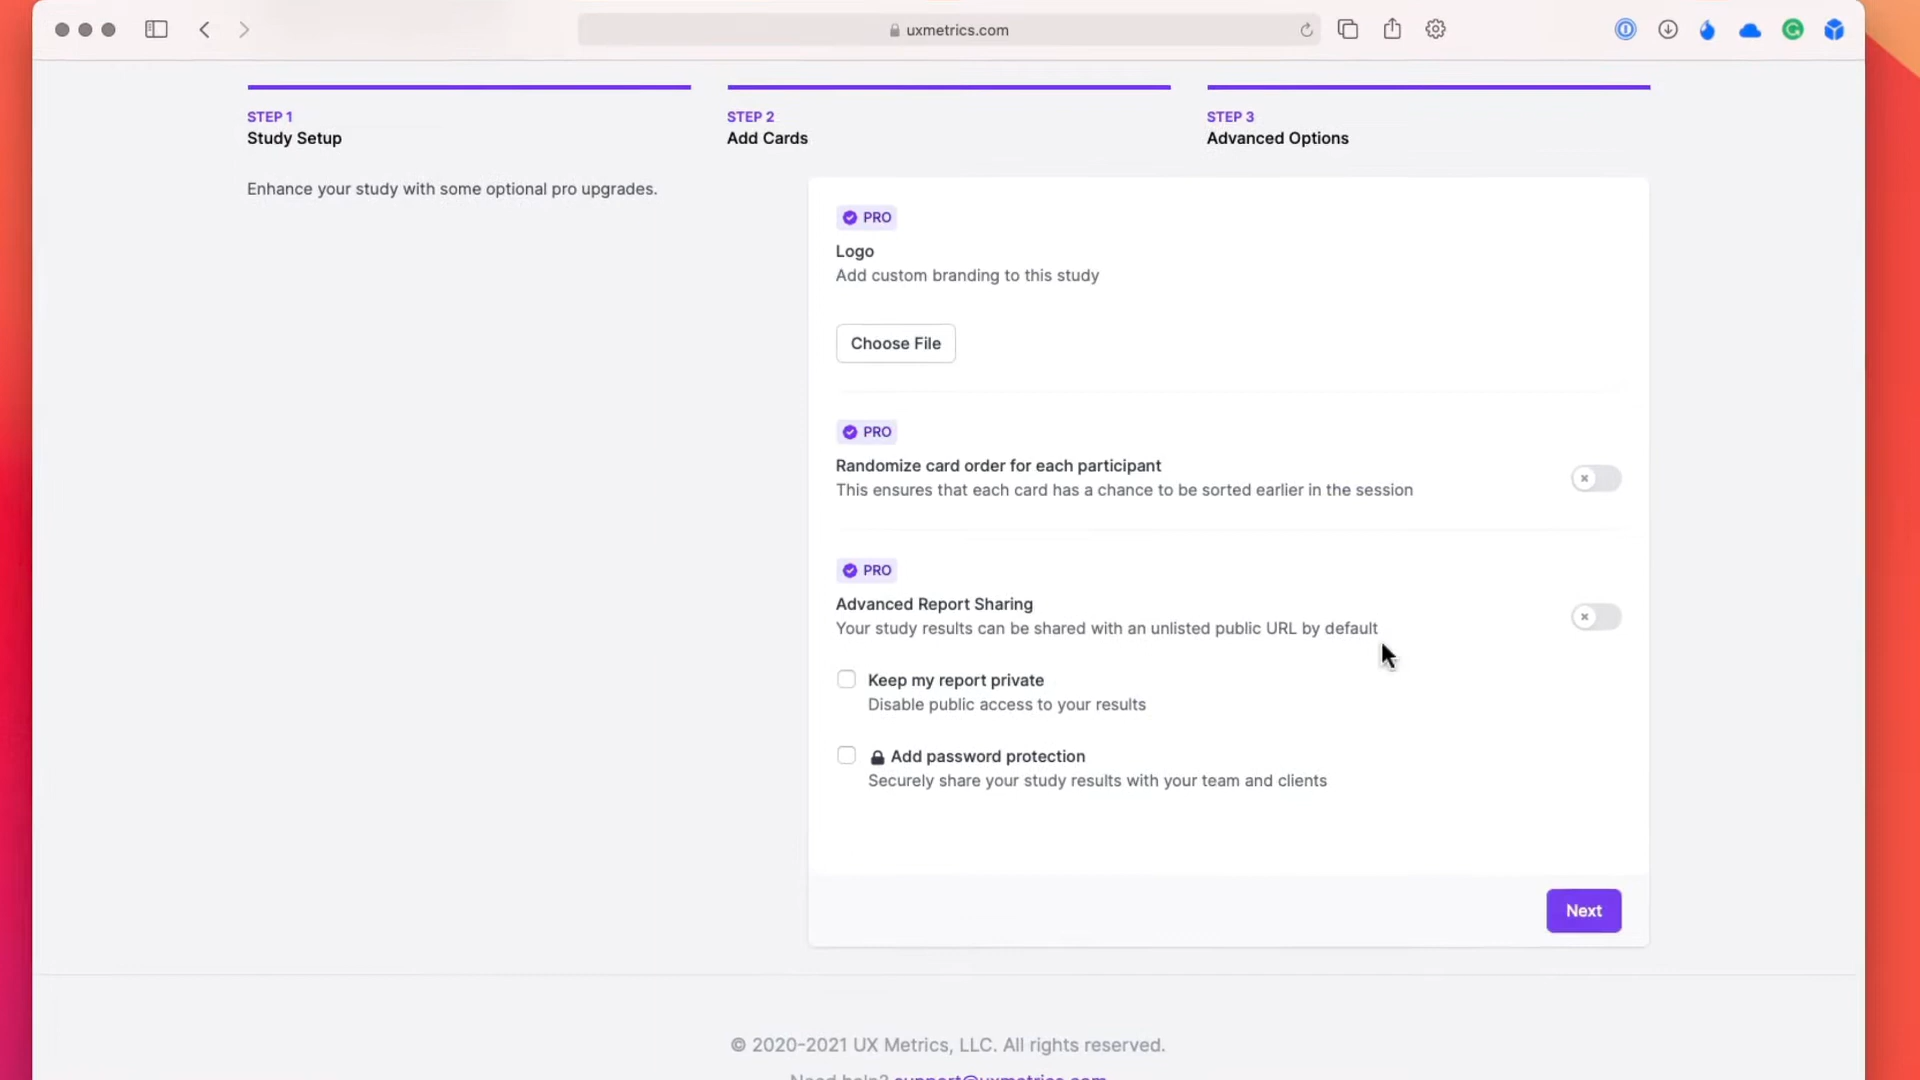 uxmetrics.com
STEP 1
Study Setup
STEP 2
Add Cards
STEP 3
Advanced Options
Enhance your study with some optional pro upgrades.
PRO
Logo
Add custom branding to this study
Choose File
PRO
Randomize card order for each participant
This ensures that each card has a chance to be sorted earlier in the session
PRO
Advanced Report Sharing
Your study results can be shared with an unlisted public URL by default
Keep my report private
Disable public access to your results
Add password protection
Securely share your study results with your team and clients
Next
© 2020-2021 UX Metrics, LLC. All rights reserved.
Need help? support@uxmetrics.com